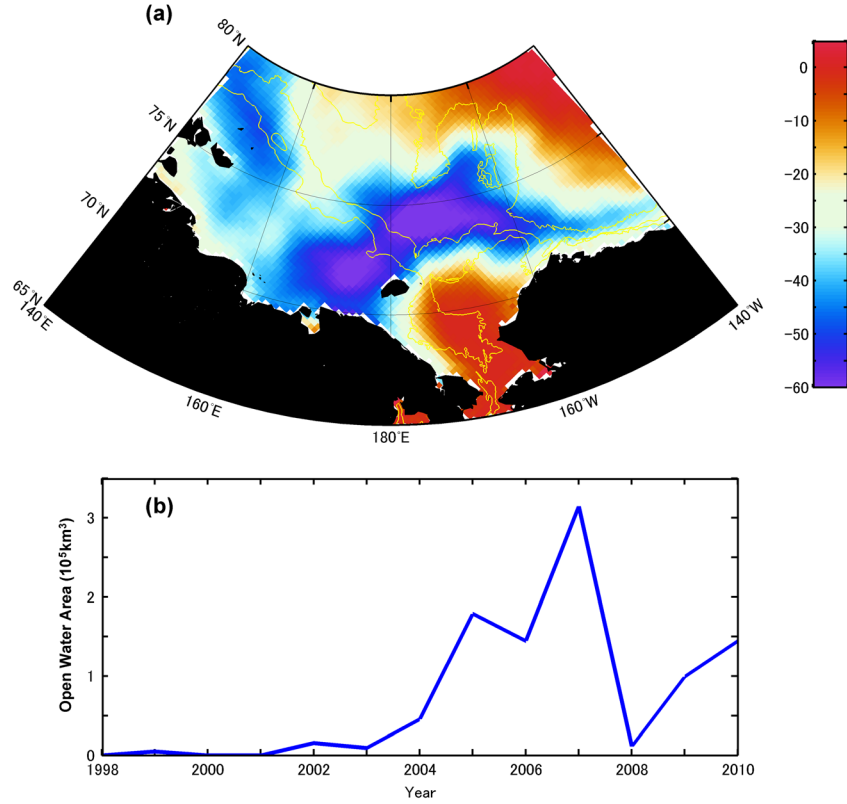 (a)
80°N
75°N
70°N
65°N
140°E
160°E
180°E
160°W
140°W
0
−10
−20
−30
−40
−50
−60
(b)
Open Water Area (10⁵km³)
3
2
1
0
1998 2000 2002 2004 2006 2008 2010
Year